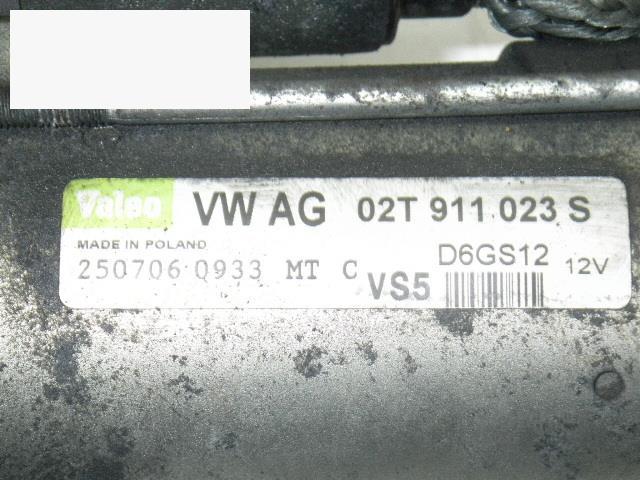 Valeo VW AG 02T 911 023 S
MADE IN POLAND
250706 0933 MT C VS5 D6GS12 12V